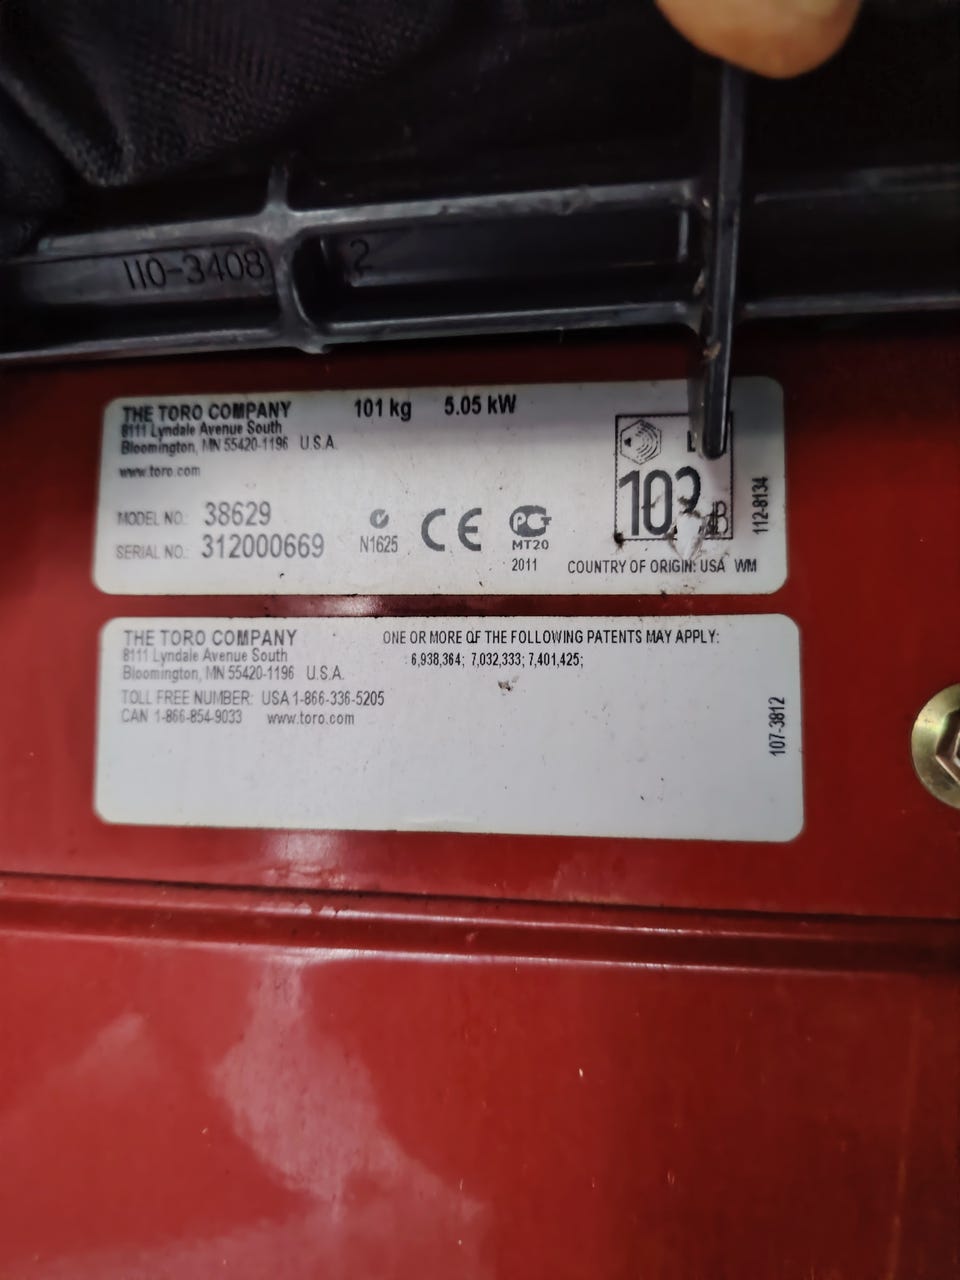 110-3408 2
THE TORO COMPANY 101 kg 5.05 kW
8111 Lyndale Avenue South
Bloomington, MN 55420-1196 U.S.A.
www.toro.com
MODEL NO.: 38629
SERIAL NO.: 312000669
N1625
CE
PCT
MT20
2011
103
dB
COUNTRY OF ORIGIN: USA WM
112-8134
THE TORO COMPANY
8111 Lyndale Avenue South
Bloomington, MN 55420-1196 U.S.A.
TOLL FREE NUMBER: USA 1-866-336-5205
CAN 1-866-854-9033 www.toro.com
ONE OR MORE OF THE FOLLOWING PATENTS MAY APPLY:
6,938,364; 7,032,333; 7,401,425;
107-3812